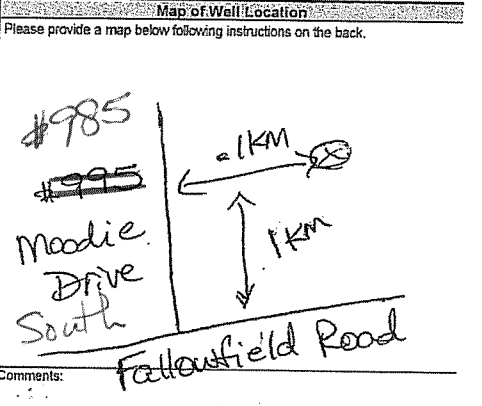 Map of Well Location
Please provide a map below following instructions on the back.
#985
#995
.1KM
Moodie
Drive
South
1KM
Fallowfield Road
Comments: